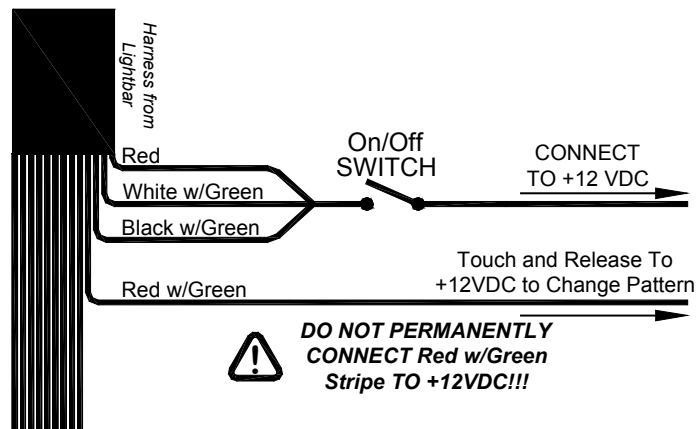 Harness from
Lightbar
Red
White w/Green
Black w/Green
Red w/Green
On/Off
SWITCH
CONNECT
TO +12 VDC
Touch and Release To
+12VDC to Change Pattern
!
DO NOT PERMANENTLY
CONNECT Red w/Green
Stripe TO +12VDC!!!